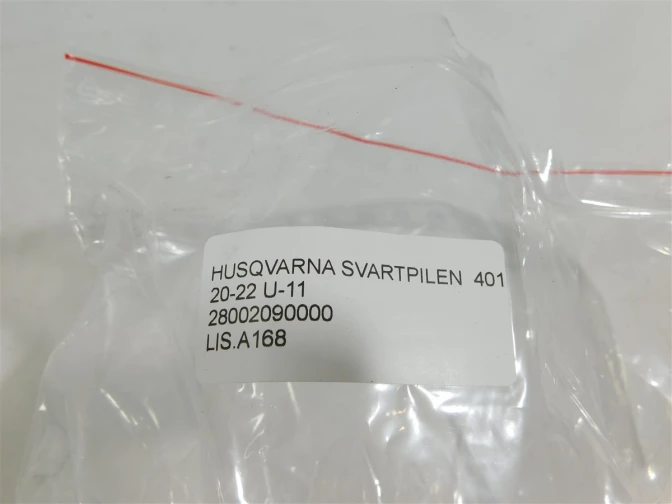 HUSQVARNA SVARTPILEN 401
20-22 U-11
28002090000
LIS.A168